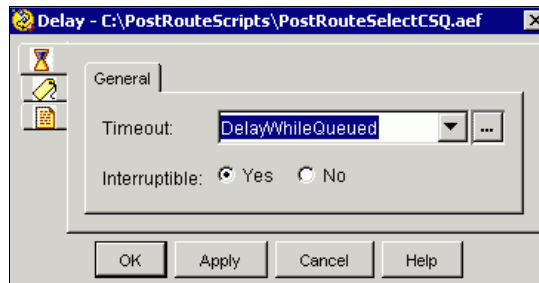 Delay - C:\PostRouteScripts\PostRouteSelectCSQ.aef
General
Timeout: DelayWhileQueued ...
Interruptible: Yes No
OK Apply Cancel Help